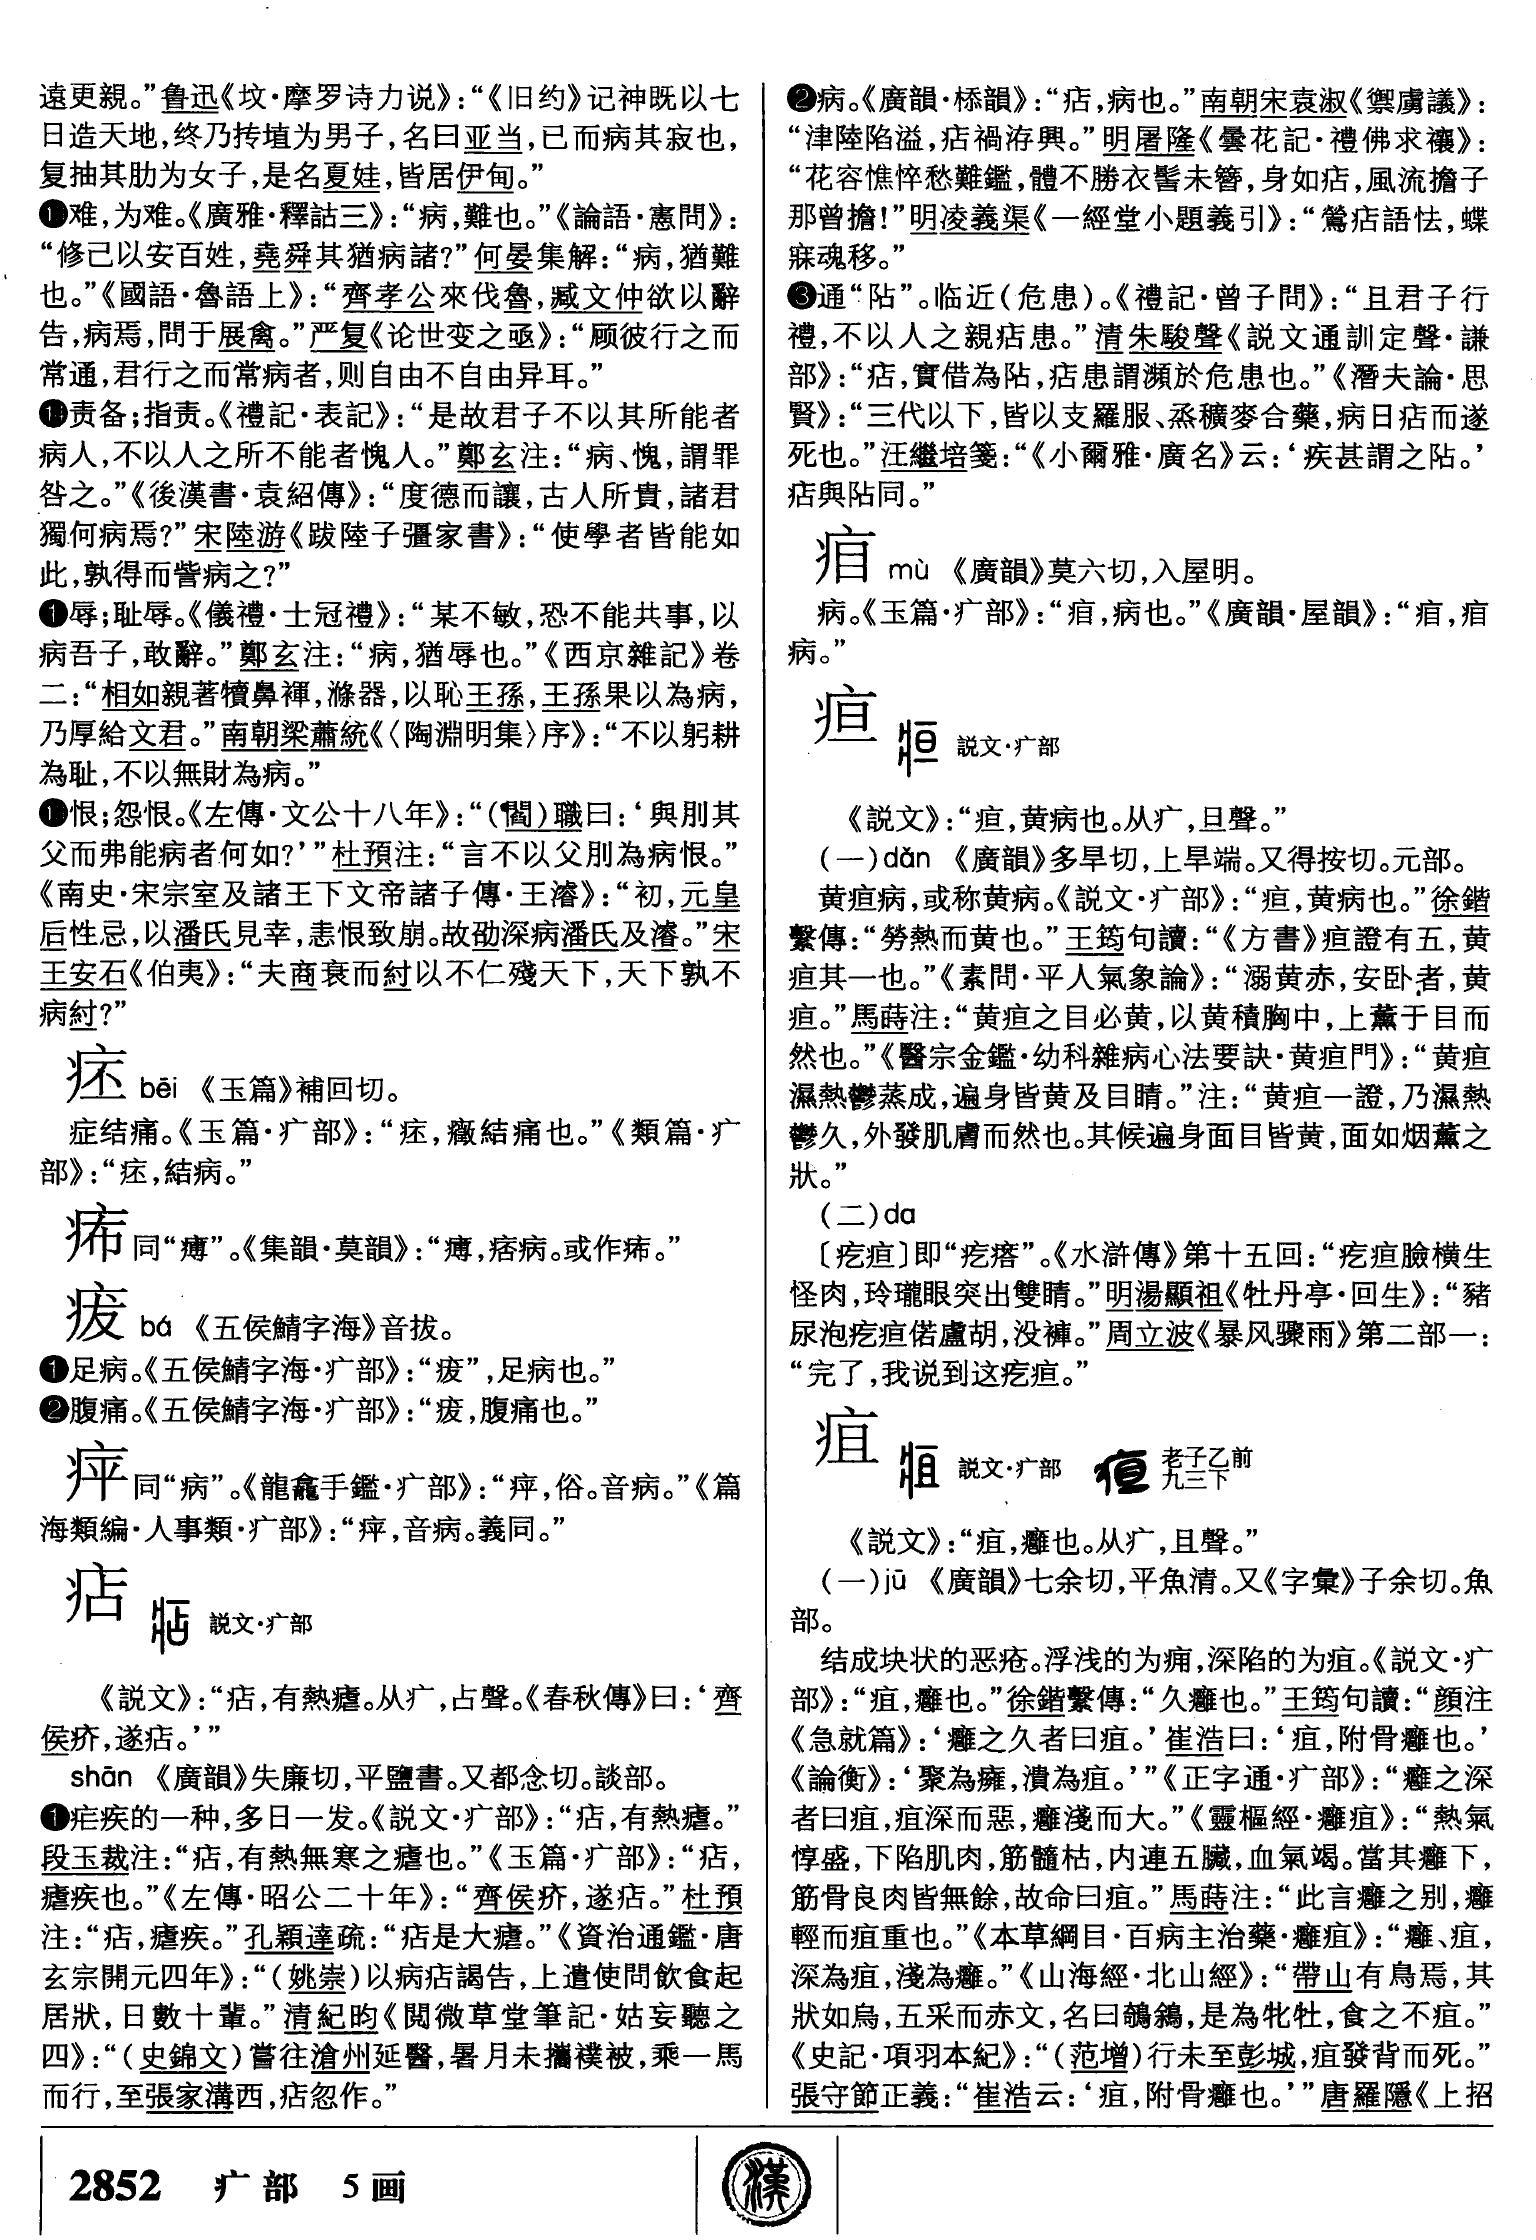 遠更親。”鲁迅《坟·摩罗诗力说》：“《旧约》记神既以七
日造天地，终乃抟埴为男子，名曰亚当，已而病其寂也，
复抽其肋为女子，是名夏娃，皆居伊甸。”
❶难，为难。《廣雅·釋詁三》：“病，難也。”《論語·憲問》：
“修己以安百姓，堯舜其猶病諸?”何晏集解：“病，猶難
也。”《國語·魯語上》：“齊孝公來伐魯，臧文仲欲以辭
告，病焉，問于展禽。”严复《论世变之亟》：“顾彼行之而
常通，君行之而常病者，则自由不自由异耳。”
责备；指责。《禮記·表記》：“是故君子不以其所能者
病人，不以人之所不能者愧人。”鄭玄注：“病、愧，謂罪
咎之。”《後漢書·袁紹傳》：“度德而讓，古人所貴，諸君
獨何病焉?”宋陸游《跋陸子彊家書》：“使學者皆能如
此，孰得而訾病之?”
❶辱；耻辱。《儀禮·士冠禮》：“某不敏，恐不能共事，以
病吾子，敢辭。”鄭玄注：“病，猶辱也。”《西京雜記》卷
二：“相如親著犢鼻褌，滌器，以恥王孫，王孫果以為病，
乃厚給文君。”南朝梁蕭統《〈陶淵明集〉序》：“不以躬耕
為耻，不以無財為病。”
❶恨；怨恨。《左傳·文公十八年》：“(閻)職曰：‘與刖其
父而弗能病者何如?’”杜預注：“言不以父刖為病恨。”
《南史·宋宗室及諸王下文帝諸子傳·王濬》：“初，元皇
后性忌，以潘氏見幸，恚恨致崩。故劭深病潘氏及濬。”宋
王安石《伯夷》：“夫商衰而紂以不仁殘天下，天下孰不
病紂?”
㾦 bēi 《玉篇》補回切。
症结痛。《玉篇·疒部》：“㾦，癥結痛也。”《類篇·疒
部》：“㾦，結病。”
㾈同“㾔”。《集韻·莫韻》：“㾔，痞病。或作㾈。”
㽹 bá 《五侯鯖字海》音拔。
❶足病。《五侯鯖字海·疒部》：“㽹”，足病也。”
❷腹痛。《五侯鯖字海·疒部》：“㽹，腹痛也。”
㽩同“病”。《龍龕手鑑·疒部》：“㽩，俗。音病。”《篇
海類編·人事類·疒部》：“㽩，音病。義同。”
痁 説文·疒部
《説文》：“痁，有熱瘧。从疒，占聲。《春秋傳》曰：‘齊
侯疥，遂痁。’”
shān 《廣韻》失廉切，平鹽書。又都念切。談部。
❶疟疾的一种，多日一发。《説文·疒部》：“痁，有熱瘧。”
段玉裁注：“痁，有熱無寒之瘧也。”《玉篇·疒部》：“痁，
瘧疾也。”《左傳·昭公二十年》：“齊侯疥，遂痁。”杜預
注：“痁，瘧疾。”孔穎達疏：“痁是大瘧。”《資治通鑑·唐
玄宗開元四年》：“(姚崇)以病痁謁告，上遣使問飲食起
居狀，日數十輩。”清紀昀《閲微草堂筆記·姑妄聽之
四》：“(史錦文)嘗往滄州延醫，暑月未攜襆被，乘一馬
而行，至張家溝西，痁忽作。”
❷病。《廣韻·㮇韻》：“痁，病也。”南朝宋袁淑《禦虜議》：
“津陸陷溢，痁禍洊興。”明屠隆《曇花記·禮佛求禳》：
“花容憔悴愁難鑑，體不勝衣髻未簪，身如痁，風流擔子
那曾擔!”明凌義渠《一經堂小題義引》：“鶯痁語怯，蝶
寐魂移。”
❸通“阽”。临近(危患)。《禮記·曾子問》：“且君子行
禮，不以人之親痁患。”清朱駿聲《説文通訓定聲·謙
部》：“痁，實借為阽，痁患謂瀕於危患也。”《潛夫論·思
賢》：“三代以下，皆以支羅服、烝穬麥合藥，病日痁而遂
死也。”汪繼培箋：“《小爾雅·廣名》云：‘疾甚謂之阽。’
痁與阽同。”
㾇 mù 《廣韻》莫六切，入屋明。
病。《玉篇·疒部》：“㾇，病也。”《廣韻·屋韻》：“㾇，㾇
病。”
疸 説文·疒部
《説文》：“疸，黄病也。从疒，旦聲。”
(一)dǎn 《廣韻》多旱切，上旱端。又得按切。元部。
黄疸病，或称黄病。《説文·疒部》：“疸，黄病也。”徐鍇
繫傳：“勞熱而黄也。”王筠句讀：“《方書》疸證有五，黄
疸其一也。”《素問·平人氣象論》：“溺黄赤，安卧者，黄
疸。”馬蒔注：“黄疸之目必黄，以黄積胸中，上薰于目而
然也。”《醫宗金鑑·幼科雜病心法要訣·黄疸門》：“黄疸
濕熱鬱蒸成，遍身皆黄及目睛。”注：“黄疸一證，乃濕熱
鬱久，外發肌膚而然也。其候遍身面目皆黄，面如烟薰之
狀。”
(二)da
〔疙疸〕即“疙瘩”。《水滸傳》第十五回：“疙疸臉横生
怪肉，玲瓏眼突出雙睛。”明湯顯祖《牡丹亭·回生》：“豬
尿泡疙疸偌盧胡，没褲。”周立波《暴风骤雨》第二部一：
“完了，我说到这疙疸。”
疽 説文·疒部 老子乙前
九三下
《説文》：“疽，癰也。从疒，且聲。”
(一)jū 《廣韻》七余切，平魚清。又《字彙》子余切。魚
部。
结成块状的恶疮。浮浅的为痈，深陷的为疽。《説文·疒
部》：“疽，癰也。”徐鍇繫傳：“久癰也。”王筠句讀：“顔注
《急就篇》：‘癰之久者曰疽。’崔浩曰：‘疽，附骨癰也。’
《論衡》：‘聚為癰，潰為疽。’”《正字通·疒部》：“癰之深
者曰疽，疽深而惡，癰淺而大。”《靈樞經·癰疽》：“熱氣
惇盛，下陷肌肉，筋髓枯，内連五臟，血氣竭。當其癰下，
筋骨良肉皆無餘，故命曰疽。”馬蒔注：“此言癰之别，癰
輕而疽重也。”《本草綱目·百病主治藥·癰疽》：“癰、疽，
深為疽，淺為癰。”《山海經·北山經》：“帶山有鳥焉，其
狀如烏，五采而赤文，名曰鵸鵌，是為牝牡，食之不疽。”
《史記·項羽本紀》：“(范增)行未至彭城，疽發背而死。”
張守節正義：“崔浩云：‘疽，附骨癰也。’”唐羅隱《上招
2852 疒部 5画
漢